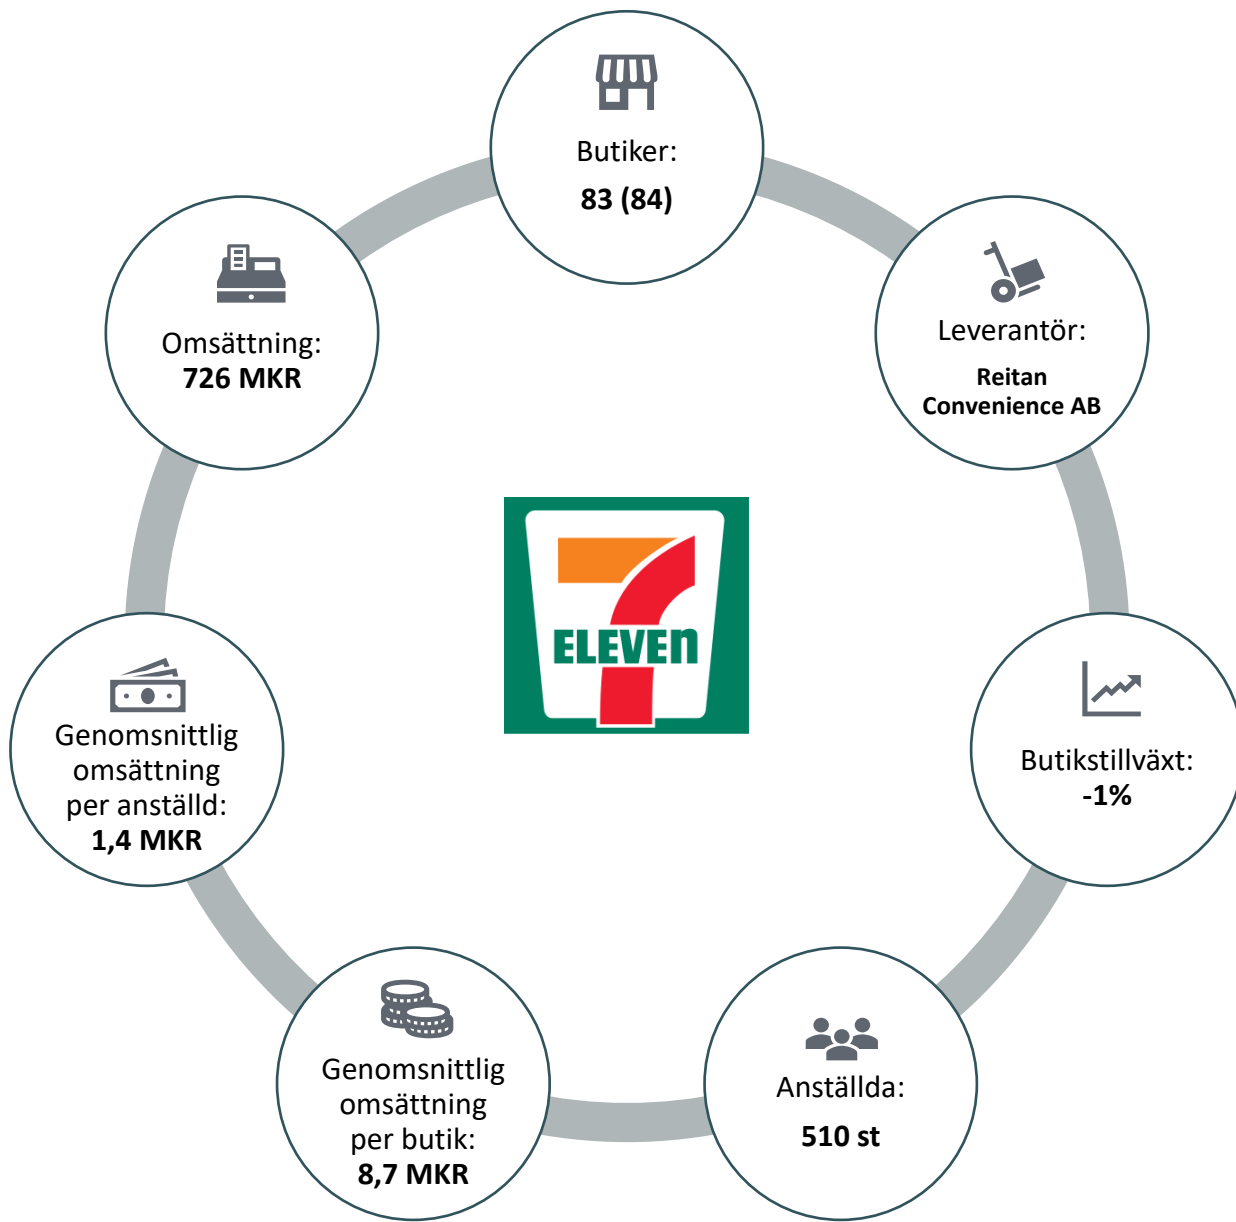 Butiker:
83 (84)
Leverantör:
Reitan
Convenience AB
Butikstillväxt:
-1%
Anställda:
510 st
Genomsnittlig
omsättning
per butik:
8,7 MKR
Genomsnittlig
omsättning
per anställd:
1,4 MKR
Omsättning:
726 MKR
7
ELEVEn